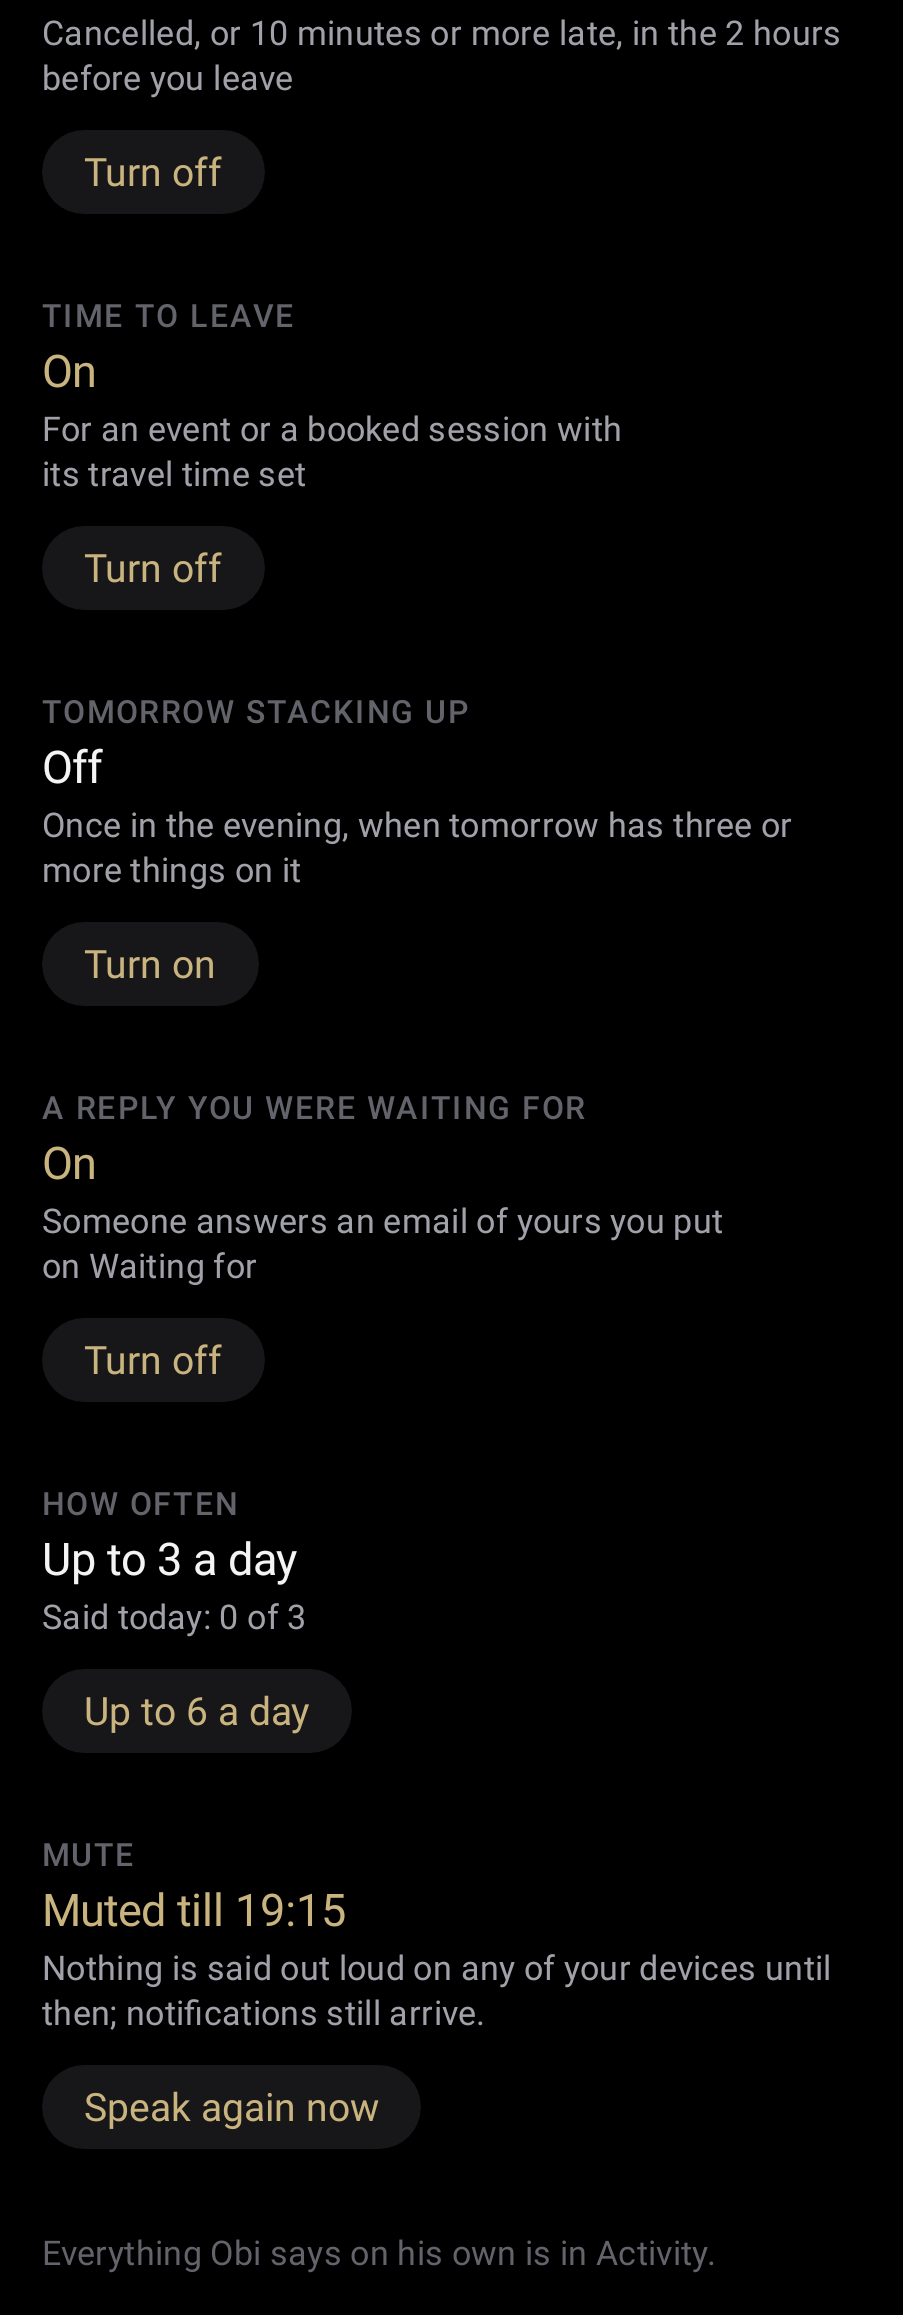 Cancelled, or 10 minutes or more late, in the 2 hours
before you leave
Turn off
TIME TO LEAVE
On
For an event or a booked session with
its travel time set
Turn off
TOMORROW STACKING UP
Off
Once in the evening, when tomorrow has three or
more things on it
Turn on
A REPLY YOU WERE WAITING FOR
On
Someone answers an email of yours you put
on Waiting for
Turn off
HOW OFTEN
Up to 3 a day
Said today: 0 of 3
Up to 6 a day
MUTE
Muted till 19:15
Nothing is said out loud on any of your devices until
then; notifications still arrive.
Speak again now
Everything Obi says on his own is in Activity.